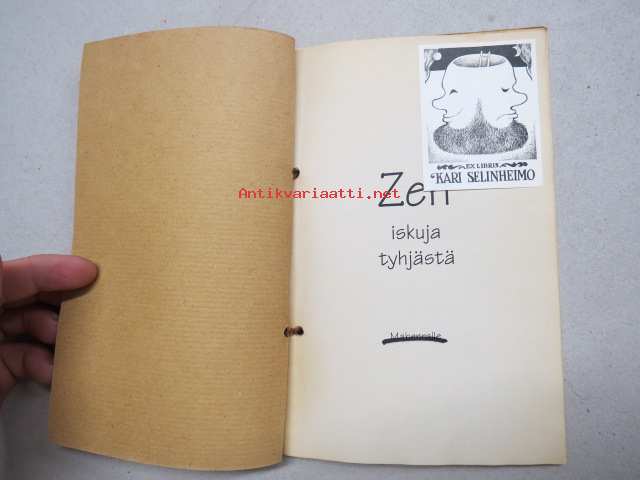 EX LIBRIS
KARI SELINHEIMO
Antikvariaatti.net
Zen
iskuja
tyhjästä